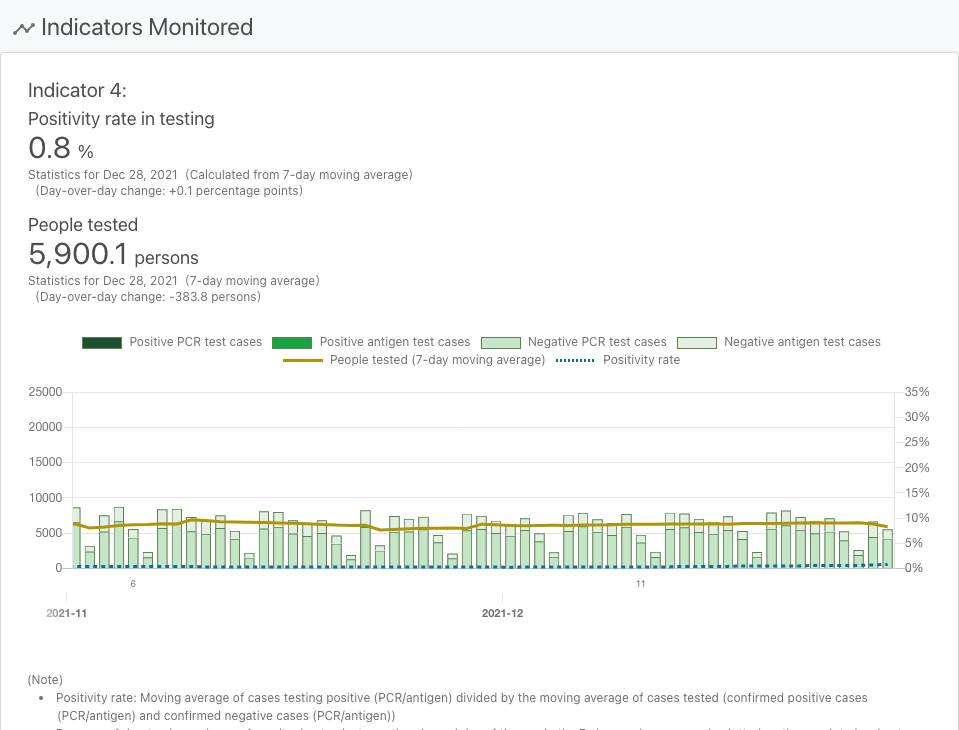 Indicators Monitored
Indicator 4:
Positivity rate in testing
0.8 %
Statistics for Dec 28, 2021 (Calculated from 7-day moving average)
(Day-over-day change: +0.1 percentage points)
People tested
5,900.1 persons
Statistics for Dec 28, 2021 (7-day moving average)
(Day-over-day change: -383.8 persons)
Positive PCR test cases Positive antigen test cases Negative PCR test cases Negative antigen test cases
People tested (7-day moving average) Positivity rate
25000 35%
20000 30%
25%
15000 20%
10000 15%
10%
5000 5%
0 0%
6 11
2021-11 2021-12
(Note)
• Positivity rate: Moving average of cases testing positive (PCR/antigen) divided by the moving average of cases tested (confirmed positive cases
(PCR/antigen) and confirmed negative cases (PCR/antigen))